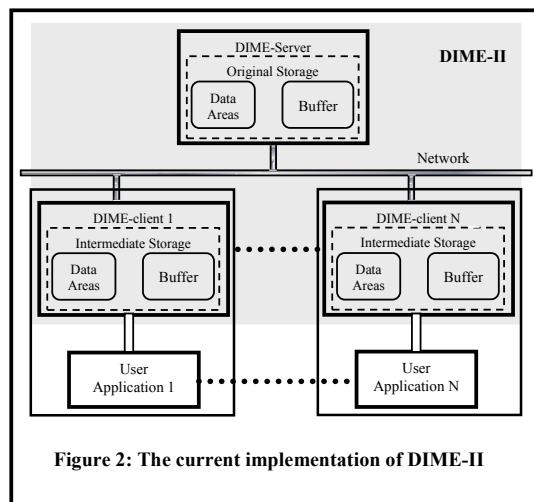 DIME-Server
DIME-II
Original Storage
Data
Areas
Buffer
Network
DIME-client 1
Intermediate Storage
Data
Areas
Buffer
User
Application 1
DIME-client N
Intermediate Storage
Data
Areas
Buffer
User
Application N
Figure 2: The current implementation of DIME-II